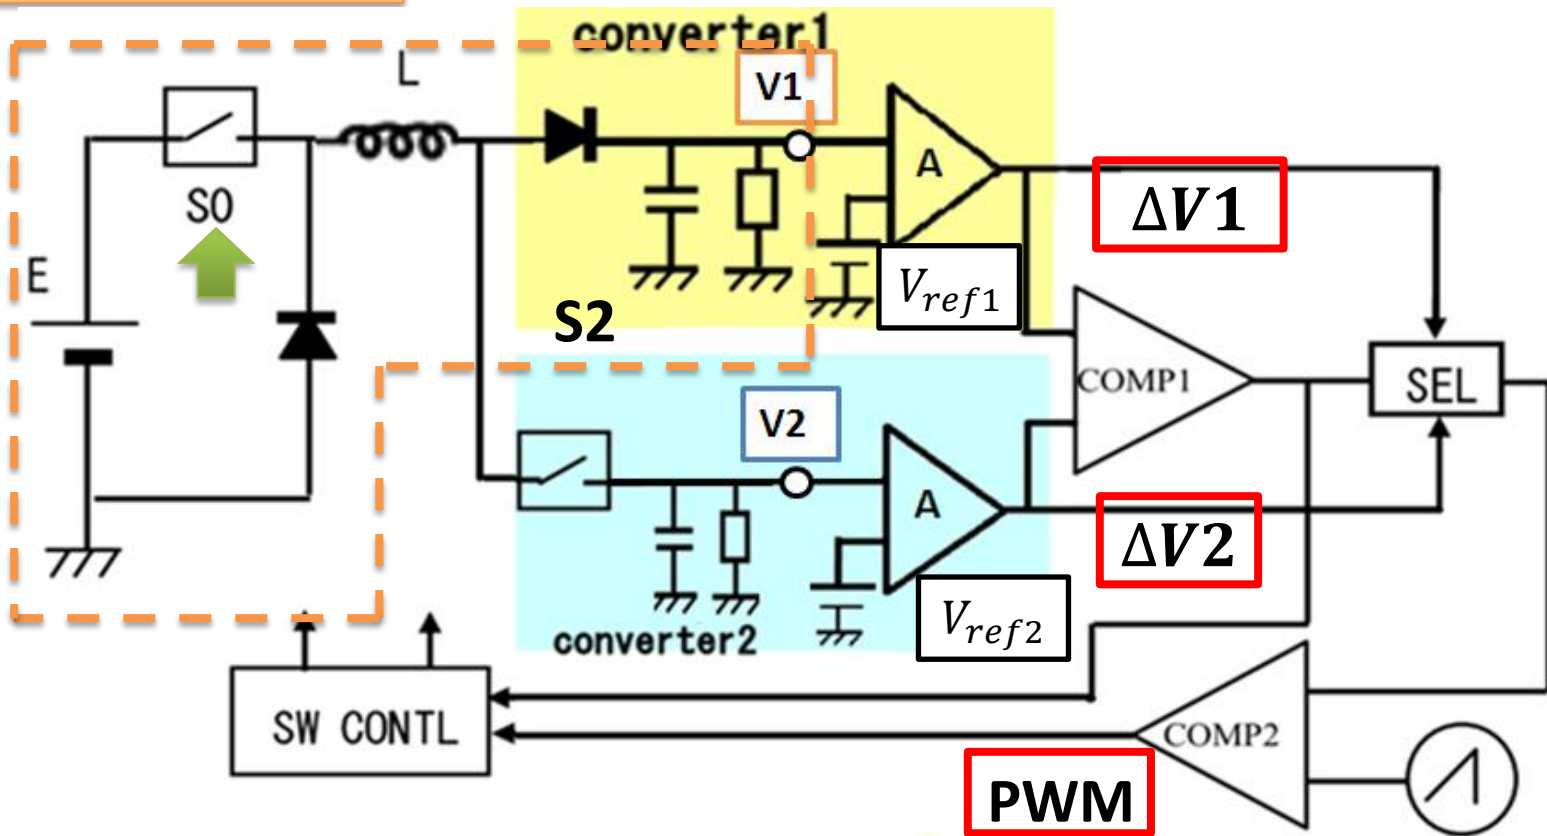 converter1
L
V1
A
S0
ΔV1
E
V_ref1
S2
COMP1
SEL
V2
A
ΔV2
V_ref2
converter2
SW CONTL
COMP2
PWM